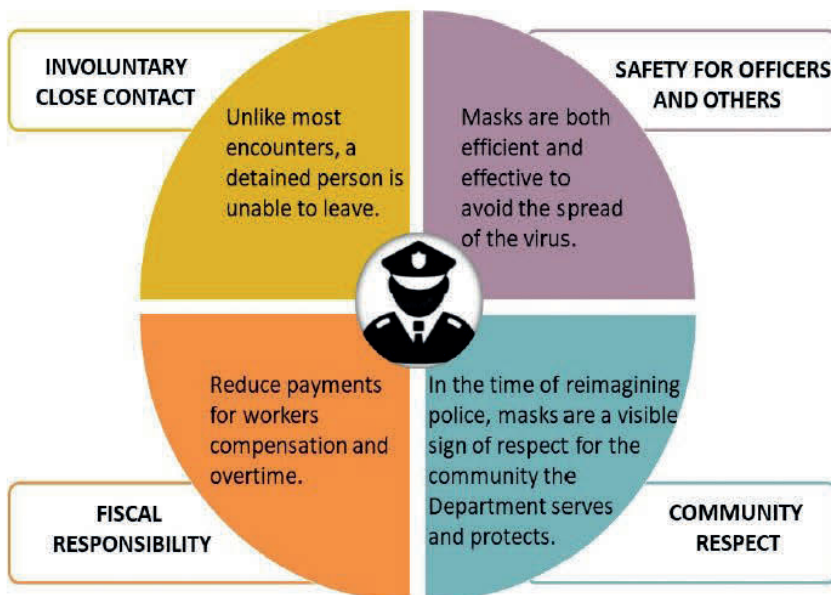 INVOLUNTARY
CLOSE CONTACT
Unlike most
encounters, a
detained person is
unable to leave.
SAFETY FOR OFFICERS
AND OTHERS
Masks are both
efficient and
effective to
avoid the spread
of the virus.
Reduce payments
for workers
compensation and
overtime.
FISCAL
RESPONSIBILITY
In the time of reimagining
police, masks are a visible
sign of respect for the
community the
Department serves
and protects.
COMMUNITY
RESPECT